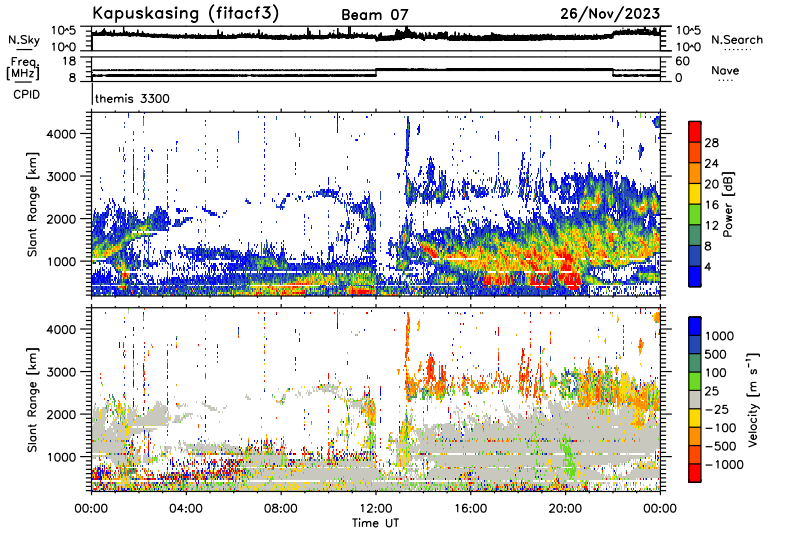 Kapuskasing (fitacf3) Beam 07 26/Nov/2023
N.Sky 10^5 10^0 10^5 10^0 N.Search
Freq. [MHz] 18 8 60 0 Nave
CPID themis 3300
Slant Range [km]
4000
3000
2000
1000
Power [dB]
28
24
20
16
12
8
4
Slant Range [km]
4000
3000
2000
1000
Velocity [m s⁻¹]
1000
500
100
25
−25
−100
−500
−1000
00:00 04:00 08:00 12:00 16:00 20:00 00:00
Time UT